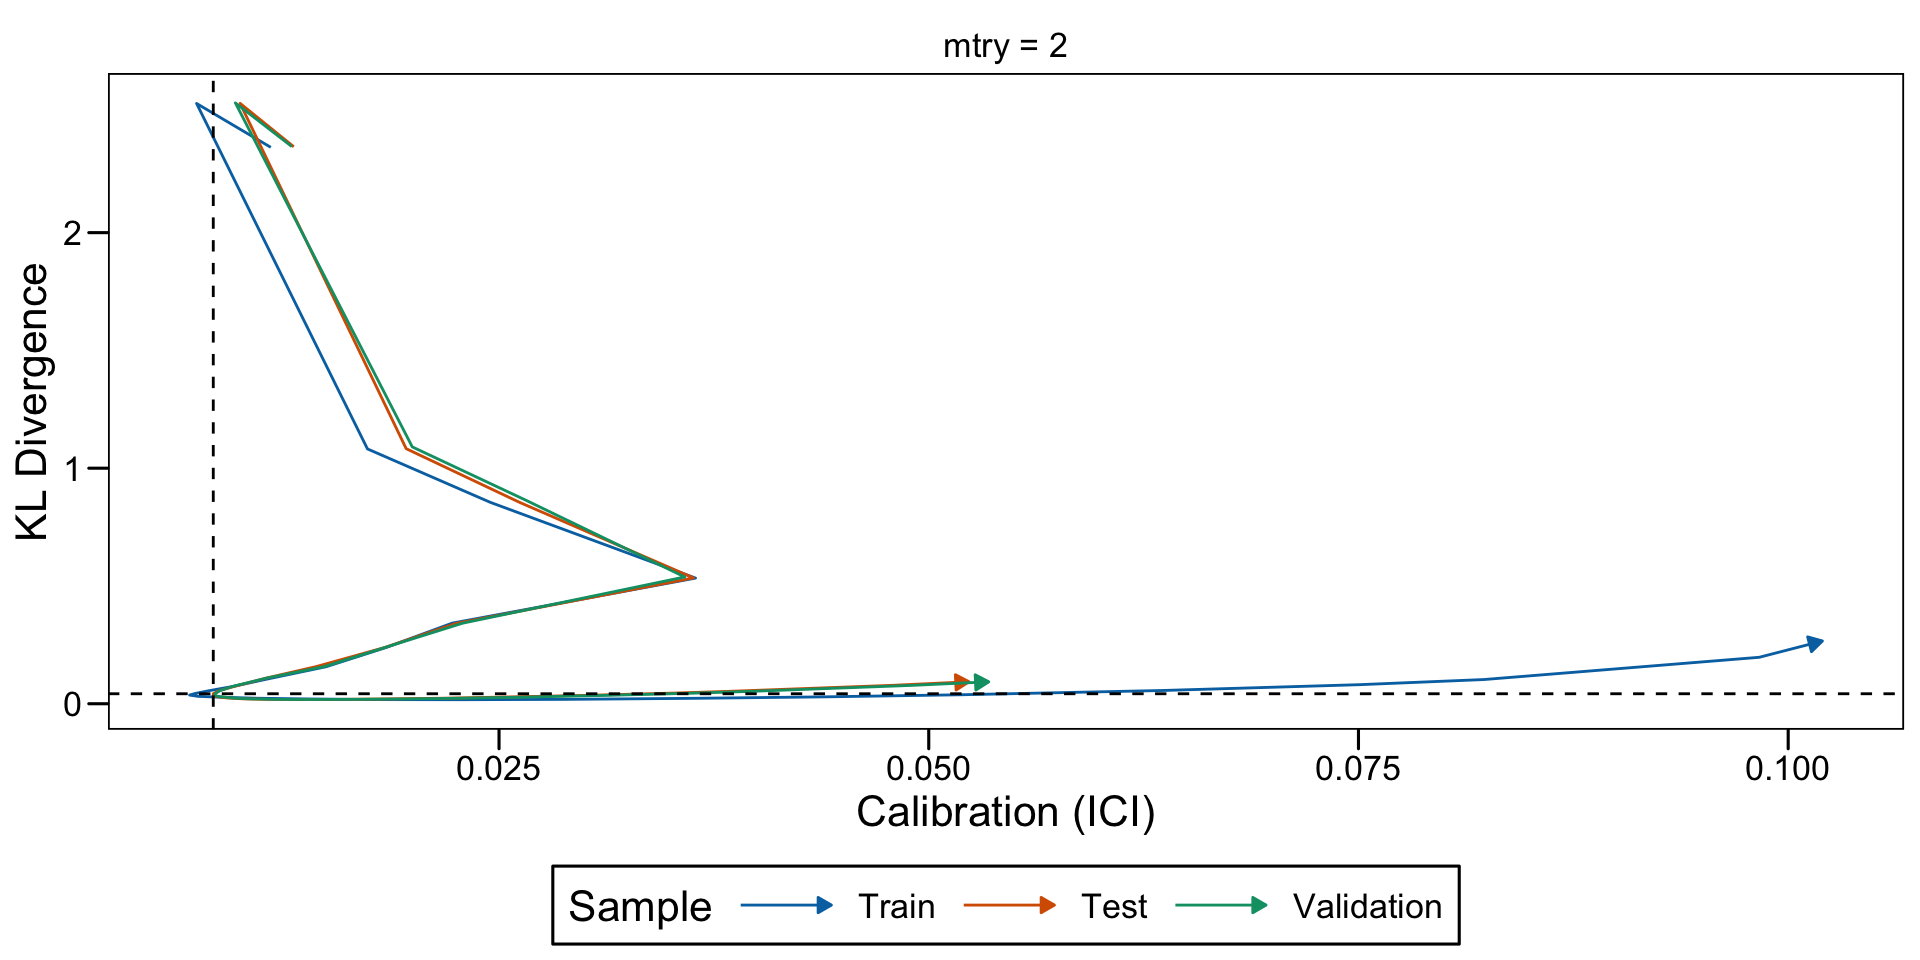 mtry = 2
KL Divergence
2
1
0
0.025 0.050 0.075 0.100
Calibration (ICI)
Sample Train Test Validation